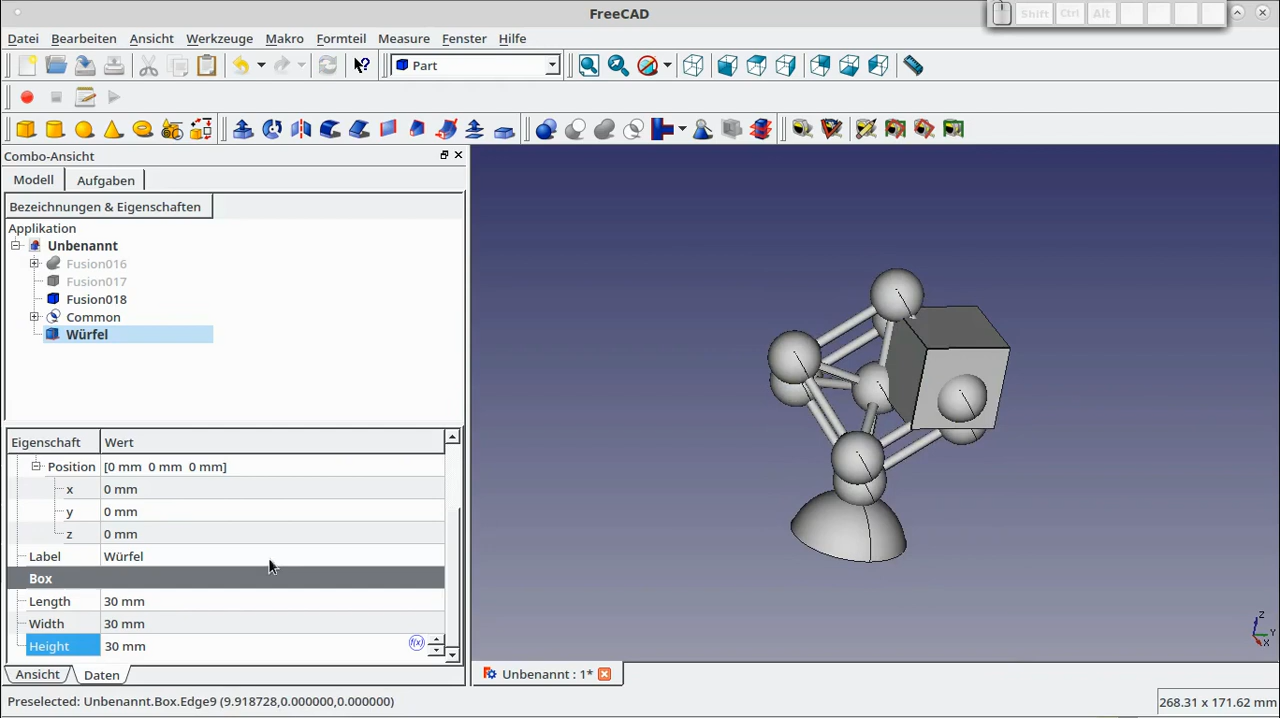 FreeCAD
Shift Ctrl Alt
Datei Bearbeiten Ansicht Werkzeuge Makro Formteil Measure Fenster Hilfe
Part
Combo-Ansicht
Modell Aufgaben
Bezeichnungen & Eigenschaften
Applikation
Unbenannt
Fusion016
Fusion017
Fusion018
Common
Würfel
Eigenschaft Wert
Position [0 mm 0 mm 0 mm]
x 0 mm
y 0 mm
z 0 mm
Label Würfel
Box
Length 30 mm
Width 30 mm
Height 30 mm f(x)
Ansicht Daten
Unbenannt : 1*
Z
Y
X
Preselected: Unbenannt.Box.Edge9 (9.918728,0.000000,0.000000)
268.31 x 171.62 mm